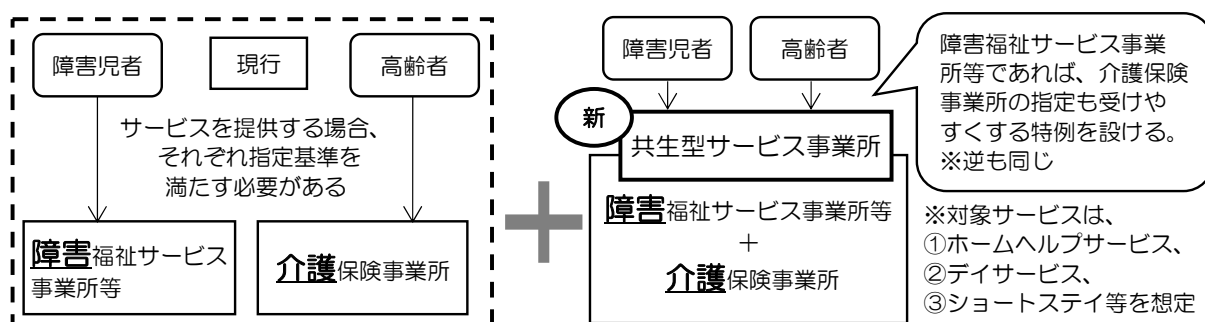 障害児者
現行
高齢者
サービスを提供する場合、
それぞれ指定基準を
満たす必要がある
障害福祉サービス
事業所等
介護保険事業所
障害児者
高齢者
新
共生型サービス事業所
障害福祉サービス事業所等
+
介護保険事業所
障害福祉サービス事業
所等であれば、介護保険
事業所の指定も受けや
すくする特例を設ける。
※逆も同じ
※対象サービスは、
①ホームヘルプサービス、
②デイサービス、
③ショートステイ等を想定